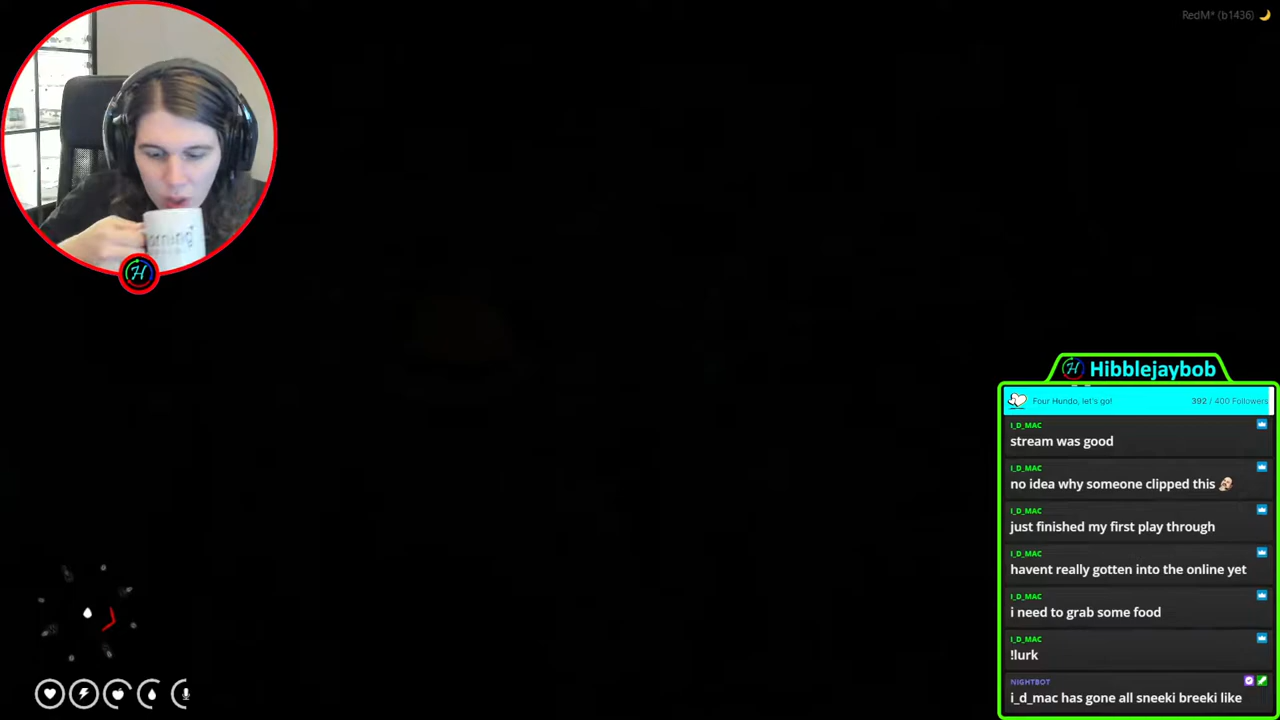 RedM* (b1436)
orning
H
H Hibblejaybob
Four Hundo, let's go! 392 / 400 Followers
I_D_MAC
stream was good
I_D_MAC
no idea why someone clipped this
I_D_MAC
just finished my first play through
I_D_MAC
havent really gotten into the online yet
I_D_MAC
i need to grab some food
I_D_MAC
!lurk
NIGHTBOT
i_d_mac has gone all sneeki breeki like